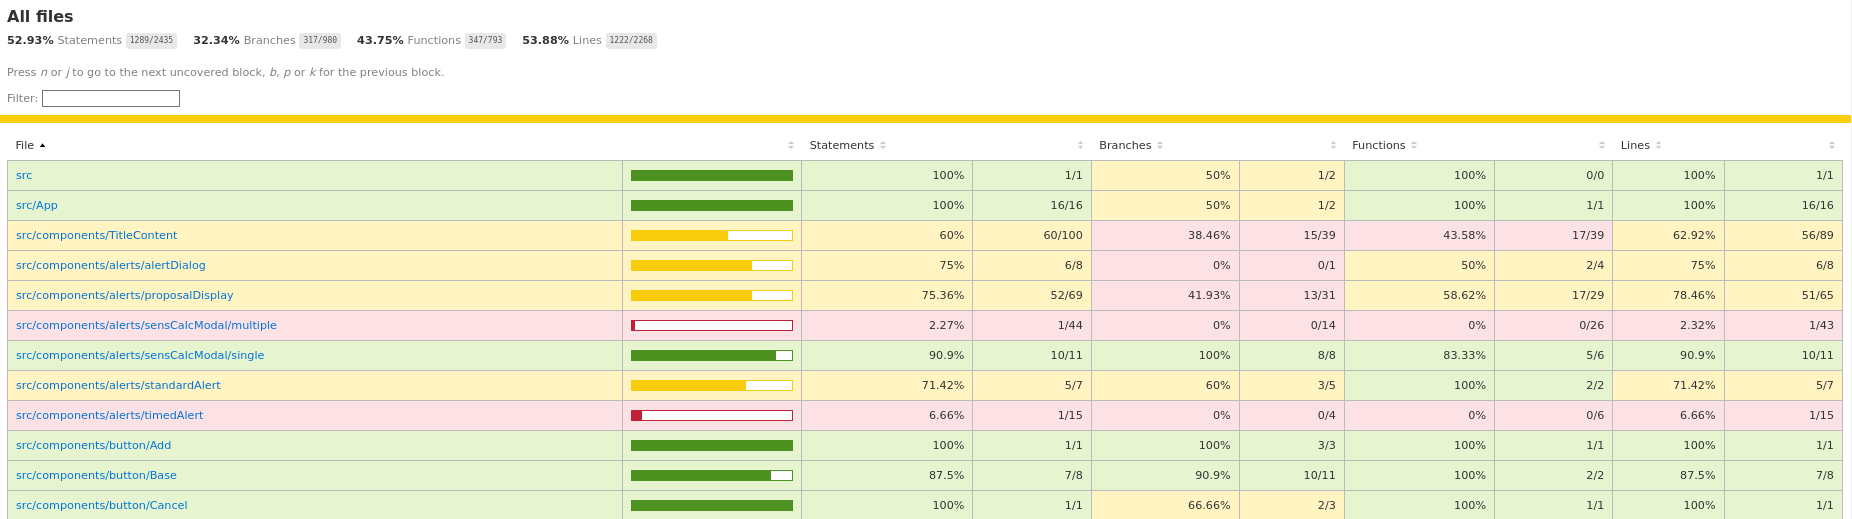 All files
52.93% Statements 1289/2435 32.34% Branches 317/980 43.75% Functions 347/793 53.88% Lines 1222/2268
Press n or j to go to the next uncovered block, b, p or k for the previous block.
Filter:
File Statements Branches Functions Lines
src 100% 1/1 50% 1/2 100% 0/0 100% 1/1
src/App 100% 16/16 50% 1/2 100% 1/1 100% 16/16
src/components/TitleContent 60% 60/100 38.46% 15/39 43.58% 17/39 62.92% 56/89
src/components/alerts/alertDialog 75% 6/8 0% 0/1 50% 2/4 75% 6/8
src/components/alerts/proposalDisplay 75.36% 52/69 41.93% 13/31 58.62% 17/29 78.46% 51/65
src/components/alerts/sensCalcModal/multiple 2.27% 1/44 0% 0/14 0% 0/26 2.32% 1/43
src/components/alerts/sensCalcModal/single 90.9% 10/11 100% 8/8 83.33% 5/6 90.9% 10/11
src/components/alerts/standardAlert 71.42% 5/7 60% 3/5 100% 2/2 71.42% 5/7
src/components/alerts/timedAlert 6.66% 1/15 0% 0/4 0% 0/6 6.66% 1/15
src/components/button/Add 100% 1/1 100% 3/3 100% 1/1 100% 1/1
src/components/button/Base 87.5% 7/8 90.9% 10/11 100% 2/2 87.5% 7/8
src/components/button/Cancel 100% 1/1 66.66% 2/3 100% 1/1 100% 1/1